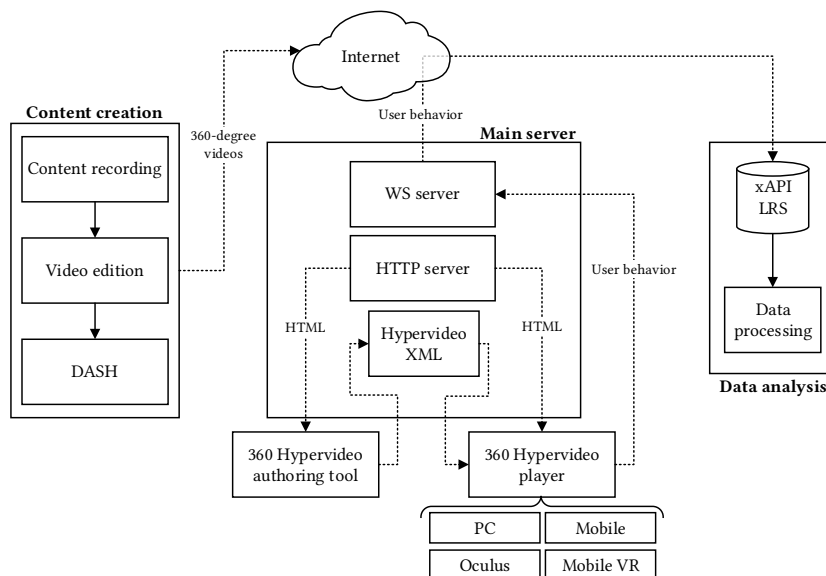 Internet
Content creation
360-degree
videos
User behavior
Main server
Content recording
WS server
xAPI
LRS
Video edition
HTTP server
User behavior
HTML
HTML
Data
processing
Hypervideo
XML
DASH
Data analysis
360 Hypervideo
authoring tool
360 Hypervideo
player
PC
Mobile
Oculus
Mobile VR